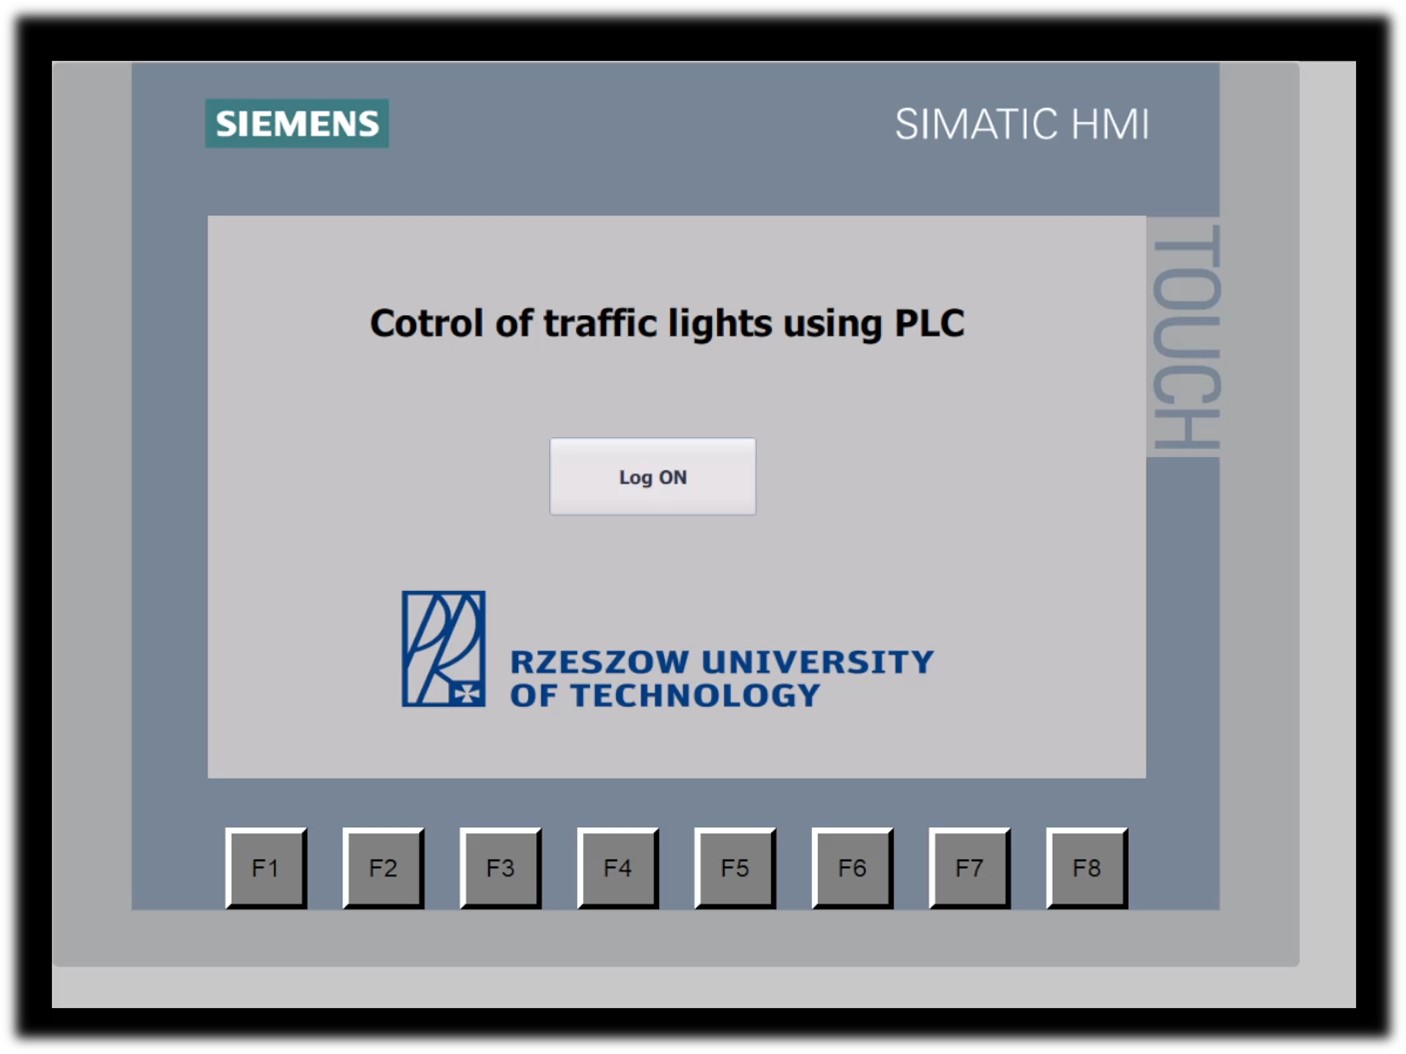 SIEMENS
SIMATIC HMI
TOUCH
Cotrol of traffic lights using PLC
Log ON
RZESZOW UNIVERSITY
OF TECHNOLOGY
F1 F2 F3 F4 F5 F6 F7 F8